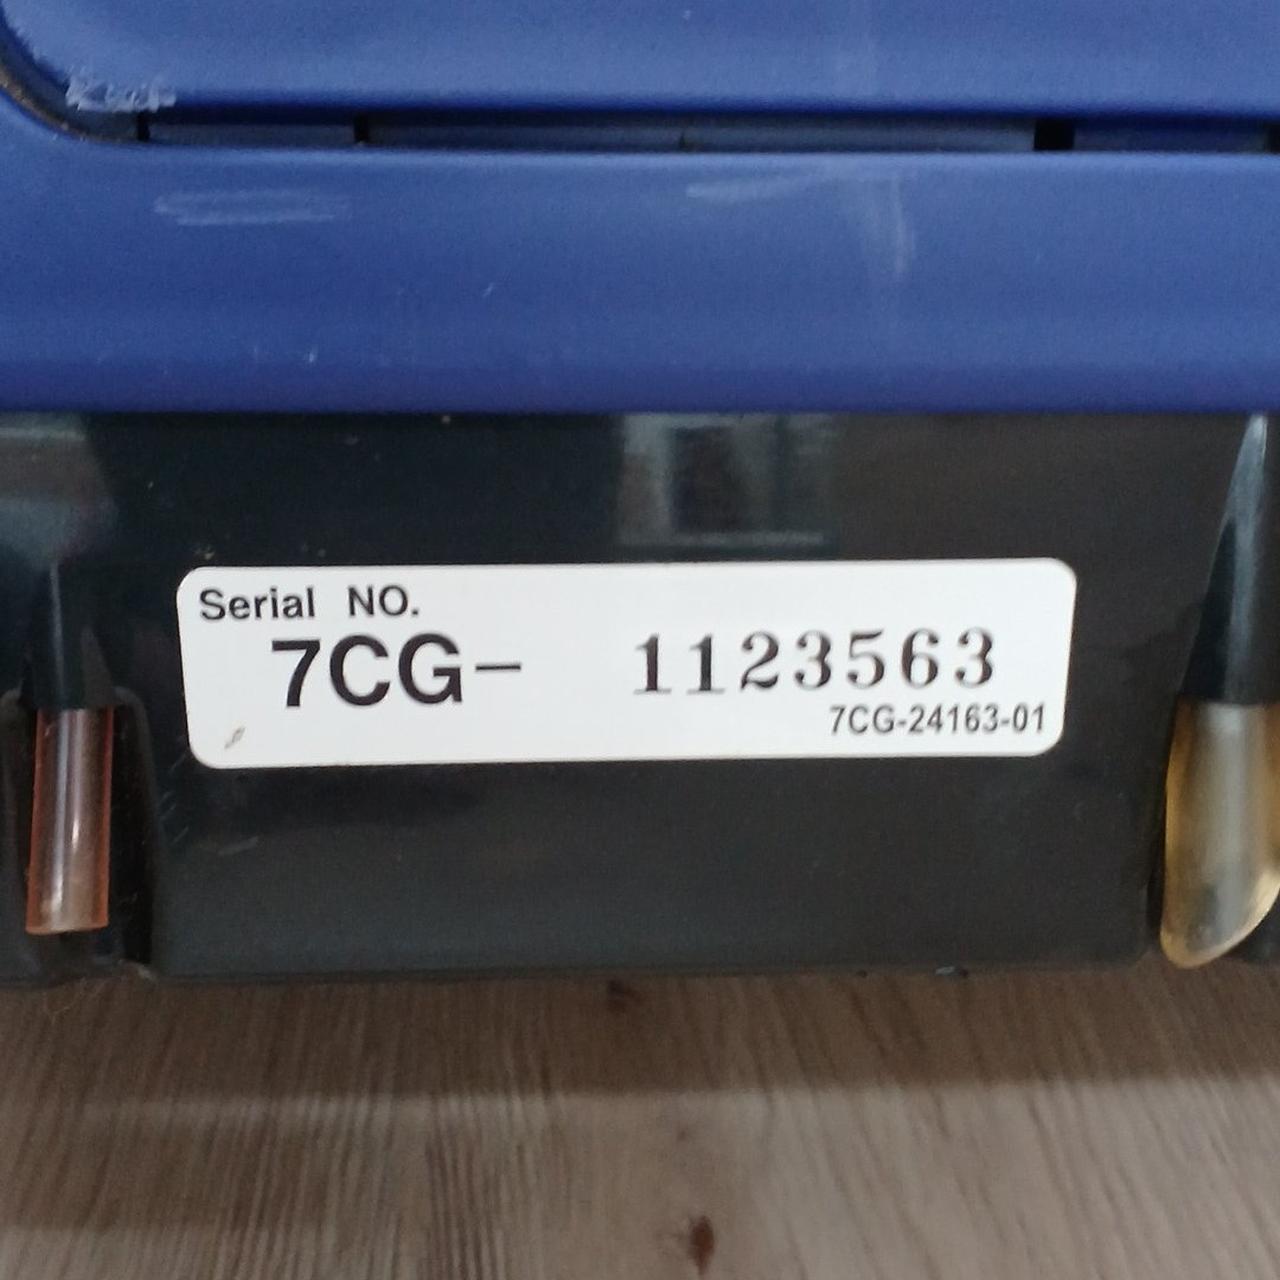 Serial NO.
7CG- 1123563
7CG-24163-01